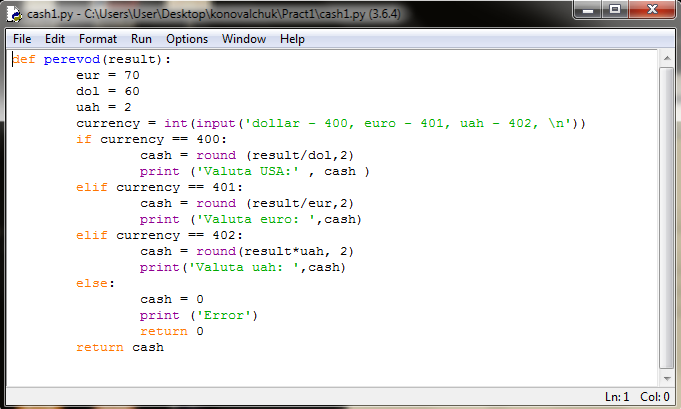 cash1.py - C:\Users\User\Desktop\konovalchuk\Pract1\cash1.py (3.6.4)
File Edit Format Run Options Window Help
def perevod(result):
        eur = 70
        dol = 60
        uah = 2
        currency = int(input('dollar - 400, euro - 401, uah - 402, \n'))
        if currency == 400:
                cash = round (result/dol,2)
                print ('Valuta USA:' , cash )
        elif currency == 401:
                cash = round (result/eur,2)
                print ('Valuta euro: ',cash)
        elif currency == 402:
                cash = round(result*uah, 2)
                print('Valuta uah: ',cash)
        else:
                cash = 0
                print ('Error')
                return 0
        return cash
Ln: 1 Col: 0